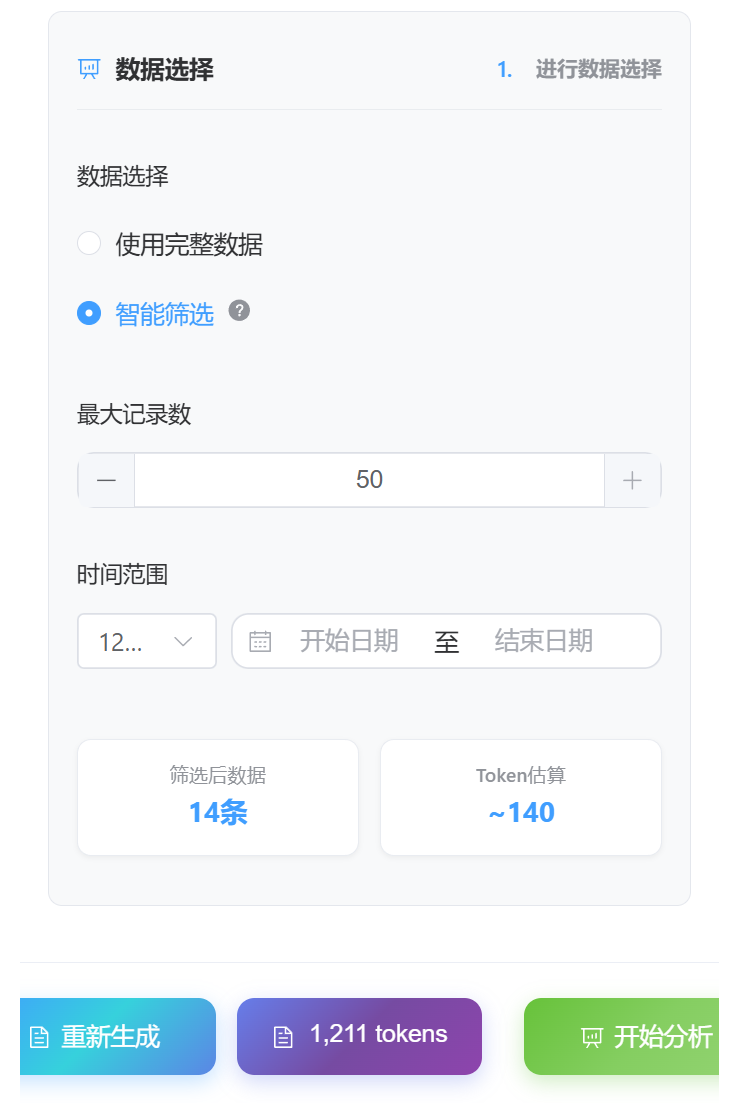 数据选择
1. 进行数据选择
数据选择
使用完整数据
智能筛选 ?
最大记录数
50
时间范围
12... 开始日期 至 结束日期
筛选后数据
14条
Token估算
~140
重新生成
1,211 tokens
开始分析